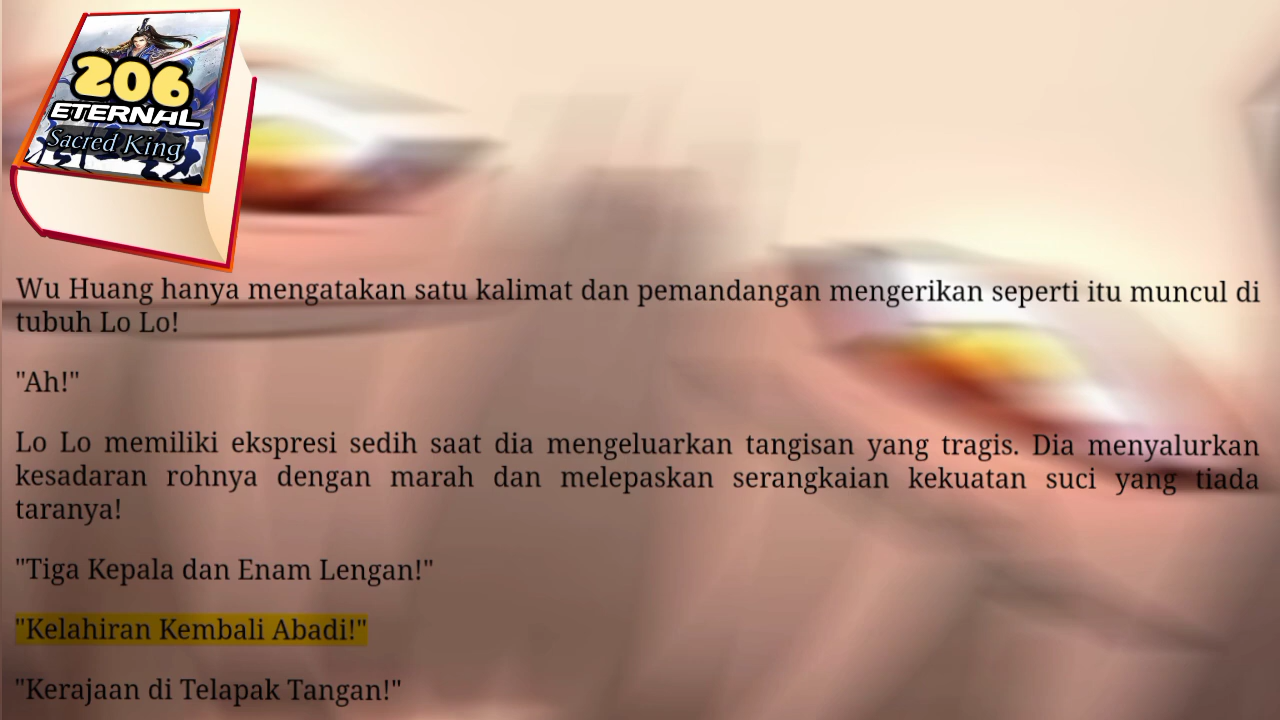 206
ETERNAL
Sacred King
Wu Huang hanya mengatakan satu kalimat dan pemandangan mengerikan seperti itu muncul di
tubuh Lo Lo!
"Ah!"
Lo Lo memiliki ekspresi sedih saat dia mengeluarkan tangisan yang tragis. Dia menyalurkan
kesadaran rohnya dengan marah dan melepaskan serangkaian kekuatan suci yang tiada
taranya!
"Tiga Kepala dan Enam Lengan!"
"Kelahiran Kembali Abadi!"
"Kerajaan di Telapak Tangan!"